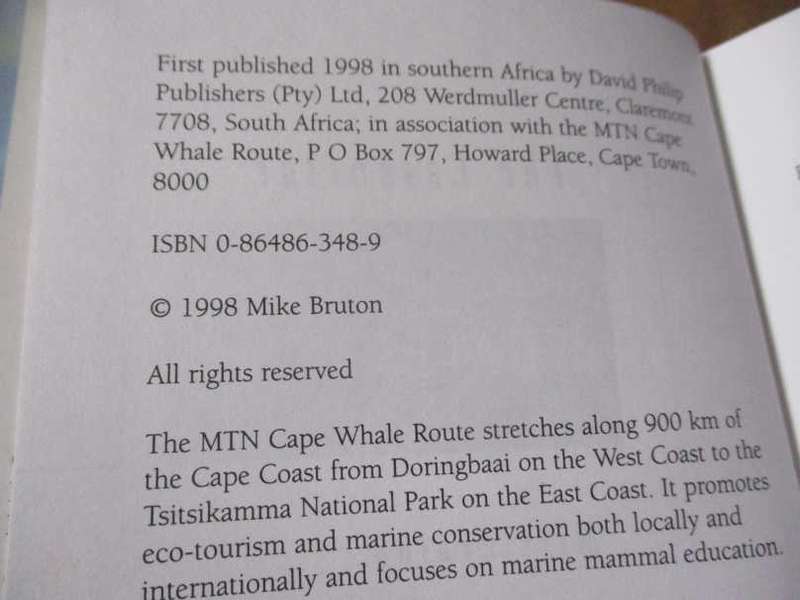 First published 1998 in southern Africa by David Philip
Publishers (Pty) Ltd, 208 Werdmuller Centre, Claremont
7708, South Africa; in association with the MTN Cape
Whale Route, P O Box 797, Howard Place, Cape Town,
8000
ISBN 0-86486-348-9
© 1998 Mike Bruton
All rights reserved
The MTN Cape Whale Route stretches along 900 km of
the Cape Coast from Doringbaai on the West Coast to the
Tsitsikamma National Park on the East Coast. It promotes
eco-tourism and marine conservation both locally and
internationally and focuses on marine mammal education.